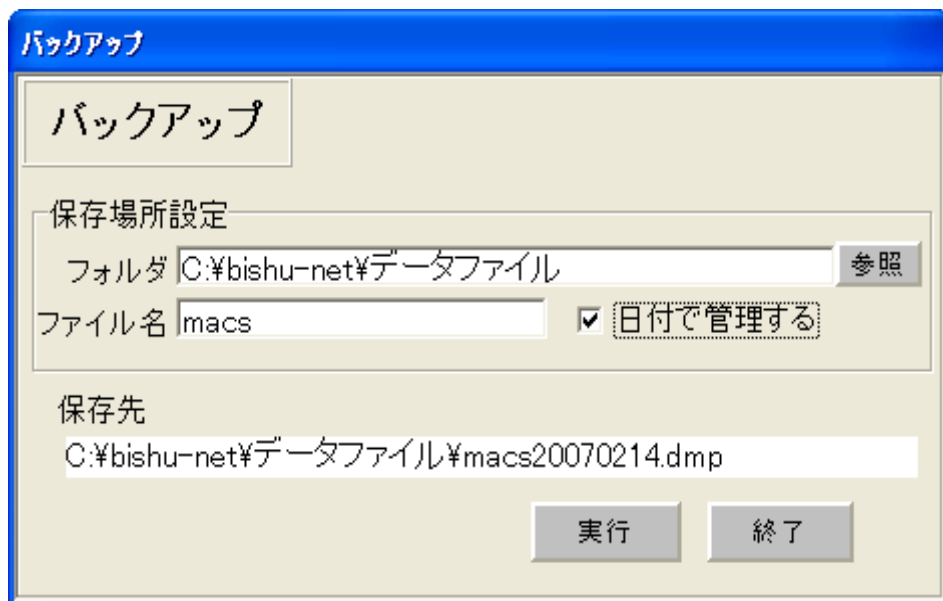 バックアップ
バックアップ
保存場所設定
フォルダ C:¥bishu-net¥データファイル 参照
ファイル名 macs 日付で管理する
保存先
C:¥bishu-net¥データファイル¥macs20070214.dmp
実行 終了